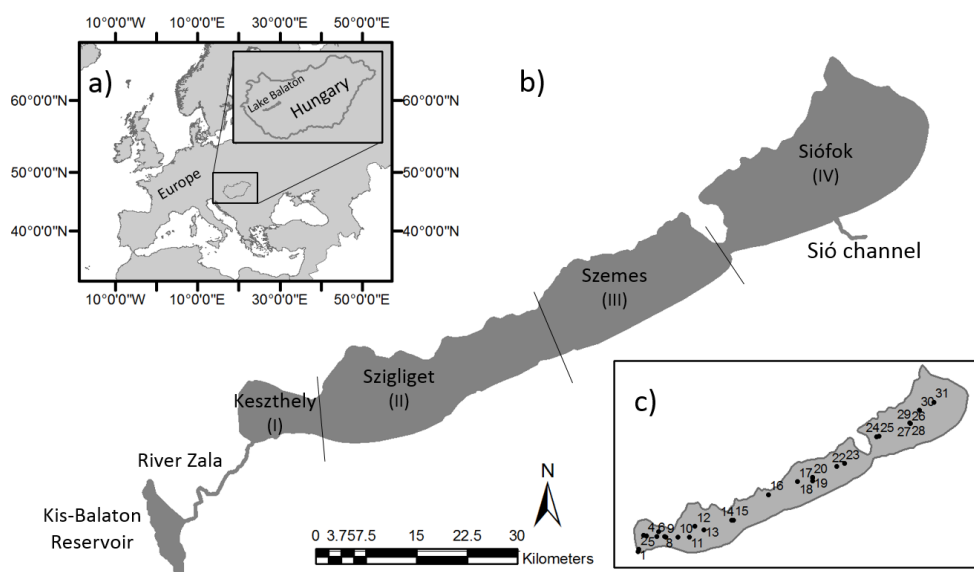 10°0'0"W 10°0'0"E 30°0'0"E 50°0'0"E
a)
Lake Balaton
Hungary
60°0'0"N
60°0'0"N
50°0'0"N
50°0'0"N
40°0'0"N
40°0'0"N
Europe
10°0'0"W 10°0'0"E 30°0'0"E 50°0'0"E
b)
Siófok
(IV)
Sió channel
Szemes
(III)
Szigliget
(II)
Keszthely
(I)
River Zala
Kis-Balaton
Reservoir
N
0 3.757.5 15 22.5 30
Kilometers
c)
31
30
29 26
27 28
24 25
22 23
20
17
18 19
16
14 15
12
13
10
11
4 6 9
2 5 8
1